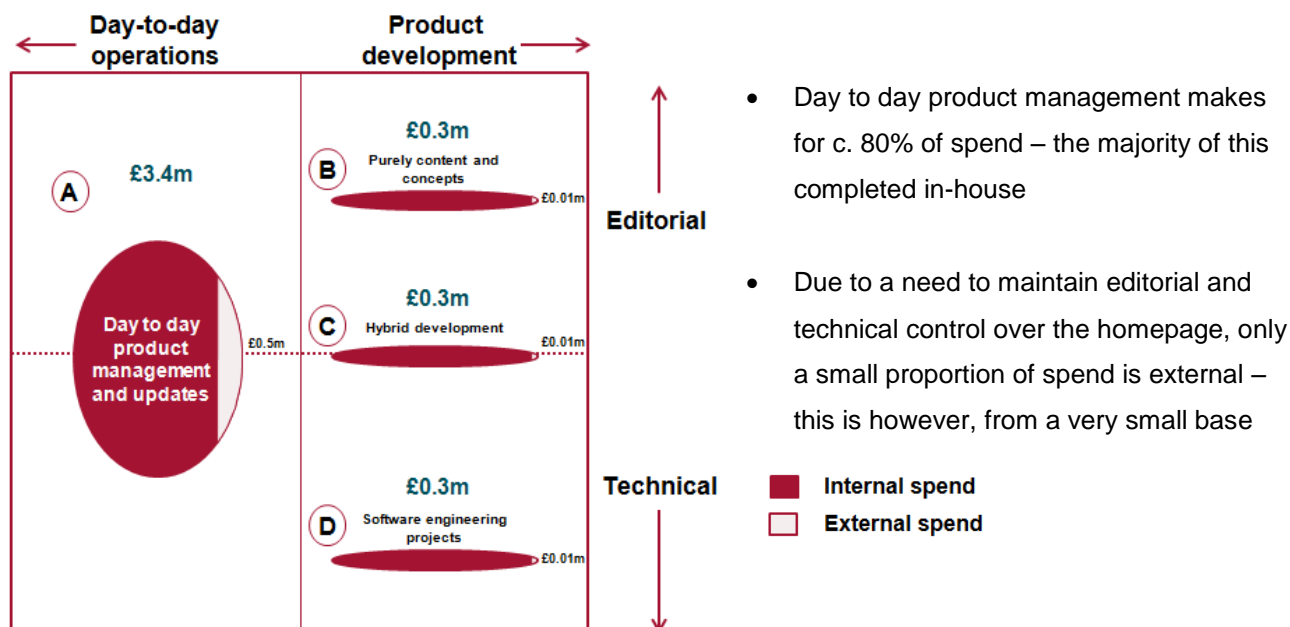 Day-to-day
operations
Product
development
A
£3.4m
Day to day
product
management
and updates
£0.5m
B
£0.3m
Purely content and
concepts
£0.01m
C
£0.3m
Hybrid development
£0.01m
D
£0.3m
Software engineering
projects
£0.01m
Editorial
Technical
• Day to day product management makes
for c. 80% of spend – the majority of this
completed in-house
• Due to a need to maintain editorial and
technical control over the homepage, only
a small proportion of spend is external –
this is however, from a very small base
Internal spend
External spend